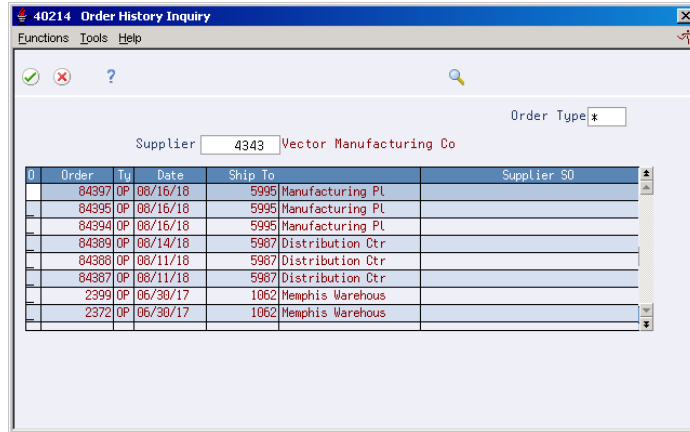 40214 Order History Inquiry
Functions Tools Help
?
Order Type *
Supplier 4343 Vector Manufacturing Co
O Order Ty Date Ship To Supplier SO
84397 OP 08/16/18 5995 Manufacturing Pl
84395 OP 08/16/18 5995 Manufacturing Pl
84394 OP 08/16/18 5995 Manufacturing Pl
84389 OP 08/14/18 5987 Distribution Ctr
84388 OP 08/11/18 5987 Distribution Ctr
84387 OP 08/11/18 5987 Distribution Ctr
2399 OP 06/30/17 1062 Memphis Warehous
2372 OP 06/30/17 1062 Memphis Warehous